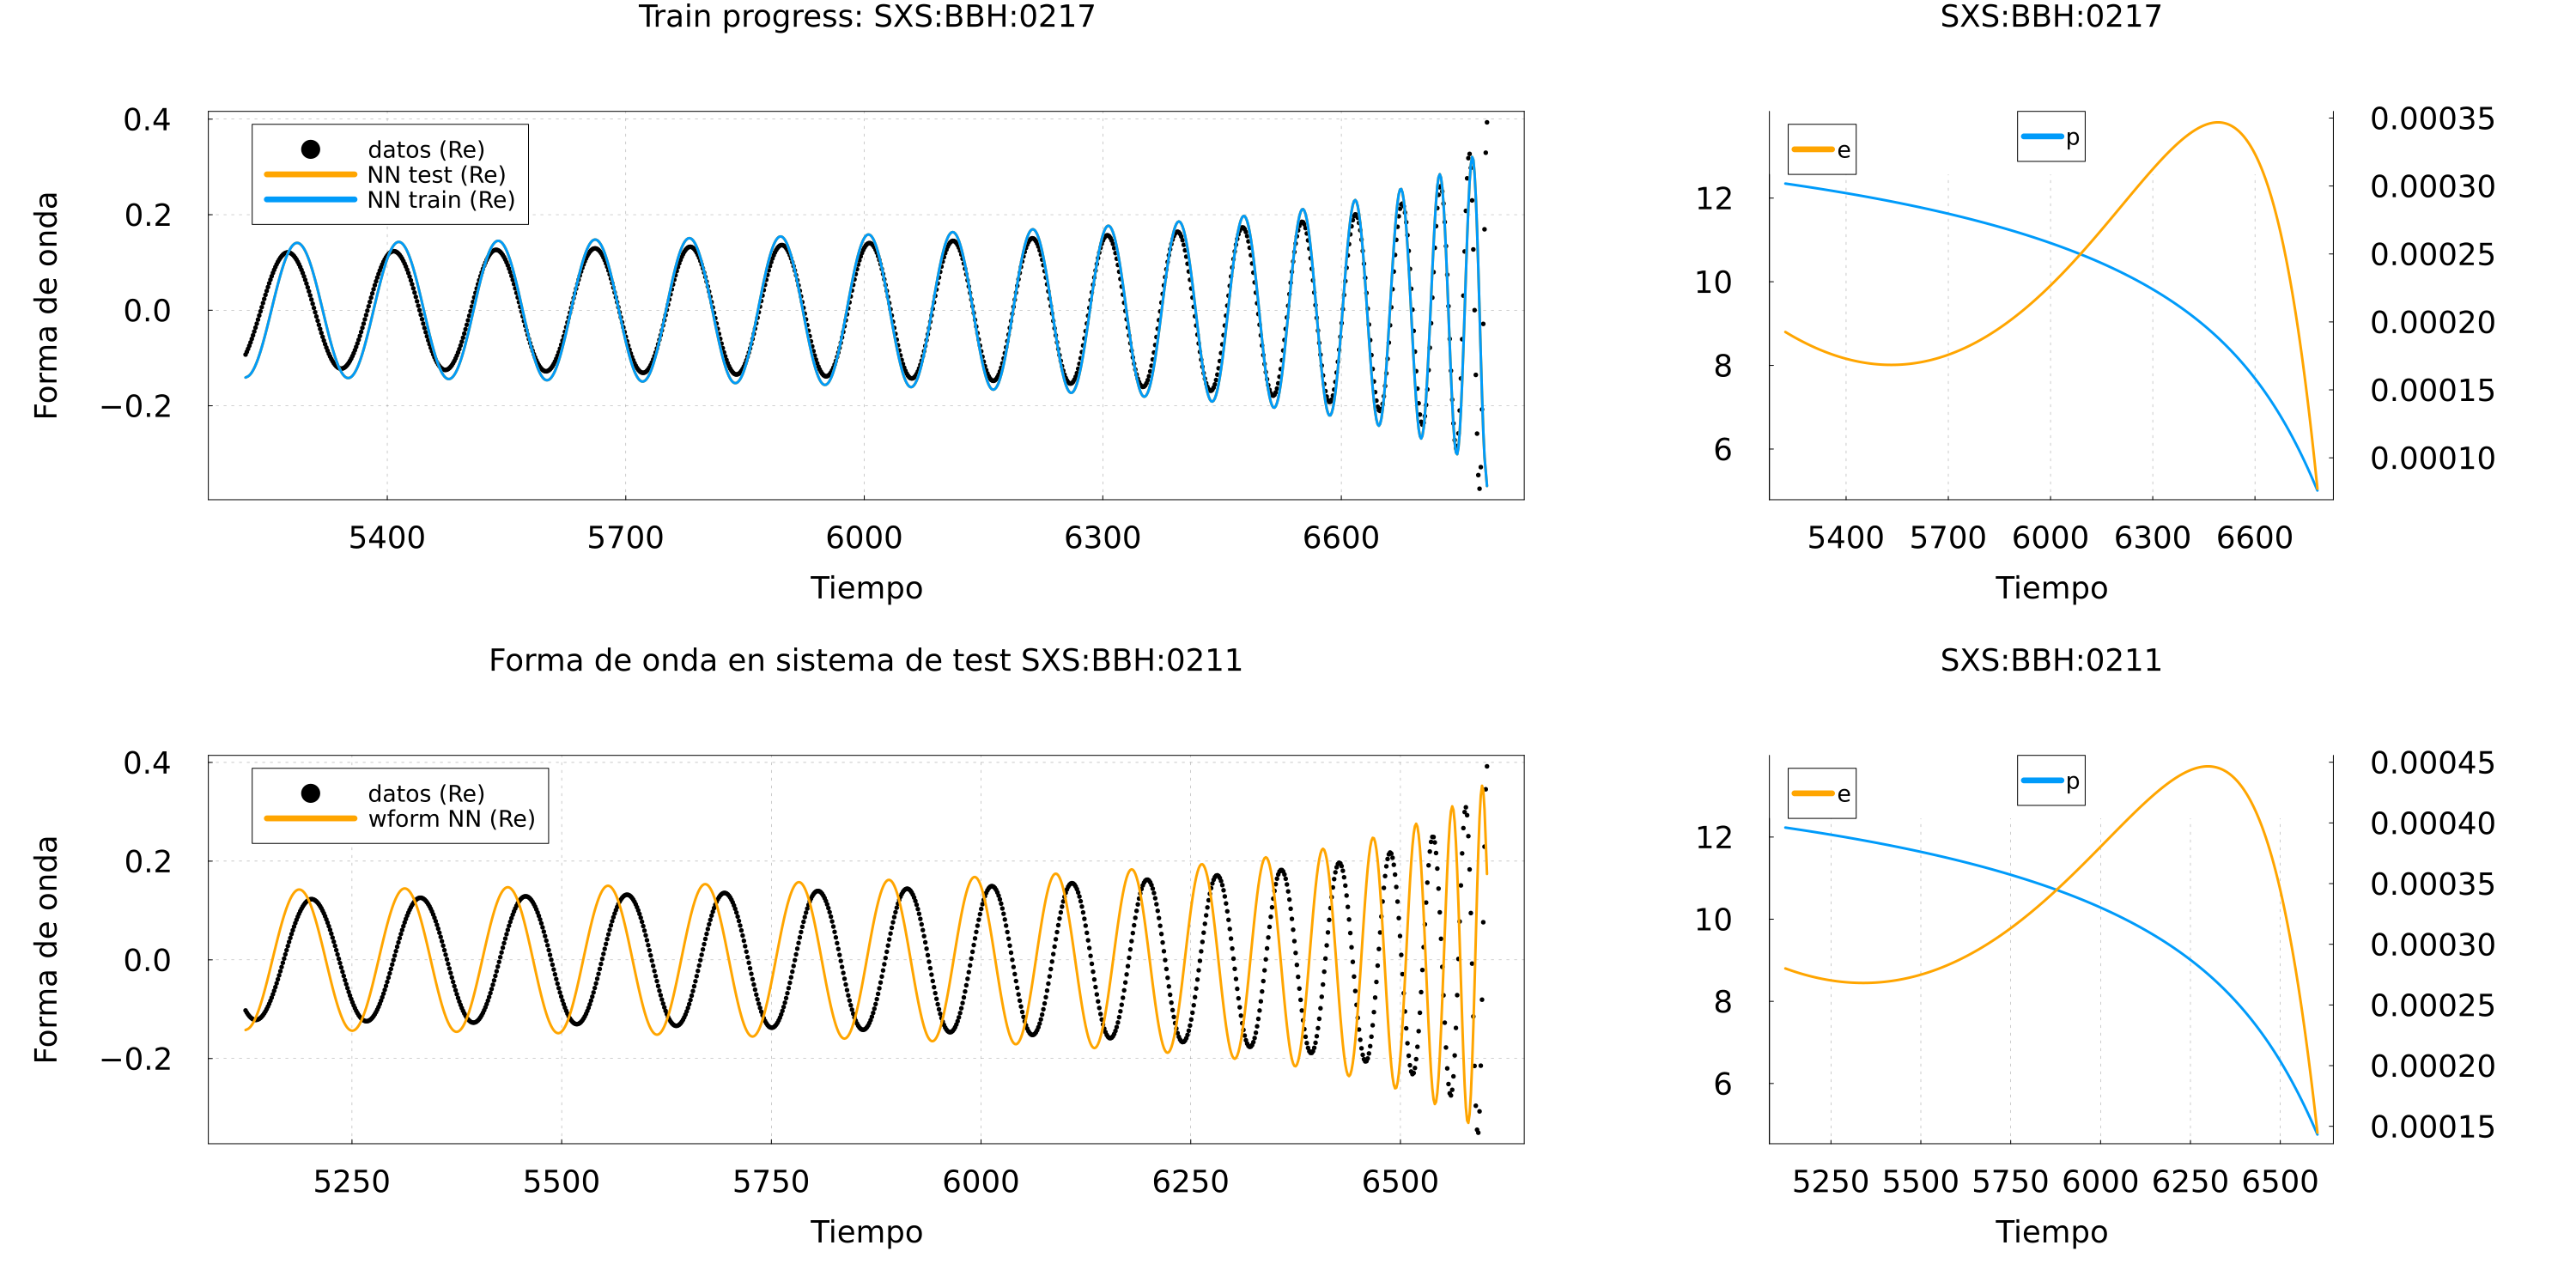 Train progress: SXS:BBH:0217
Forma de onda
0.4
0.2
0.0
−0.2
datos (Re)
NN test (Re)
NN train (Re)
5400 5700 6000 6300 6600
Tiempo
SXS:BBH:0217
12
10
8
6
e
p
0.00035
0.00030
0.00025
0.00020
0.00015
0.00010
5400 5700 6000 6300 6600
Tiempo
Forma de onda en sistema de test SXS:BBH:0211
Forma de onda
0.4
0.2
0.0
−0.2
datos (Re)
wform NN (Re)
5250 5500 5750 6000 6250 6500
Tiempo
SXS:BBH:0211
12
10
8
6
e
p
0.00045
0.00040
0.00035
0.00030
0.00025
0.00020
0.00015
5250 5500 5750 6000 6250 6500
Tiempo